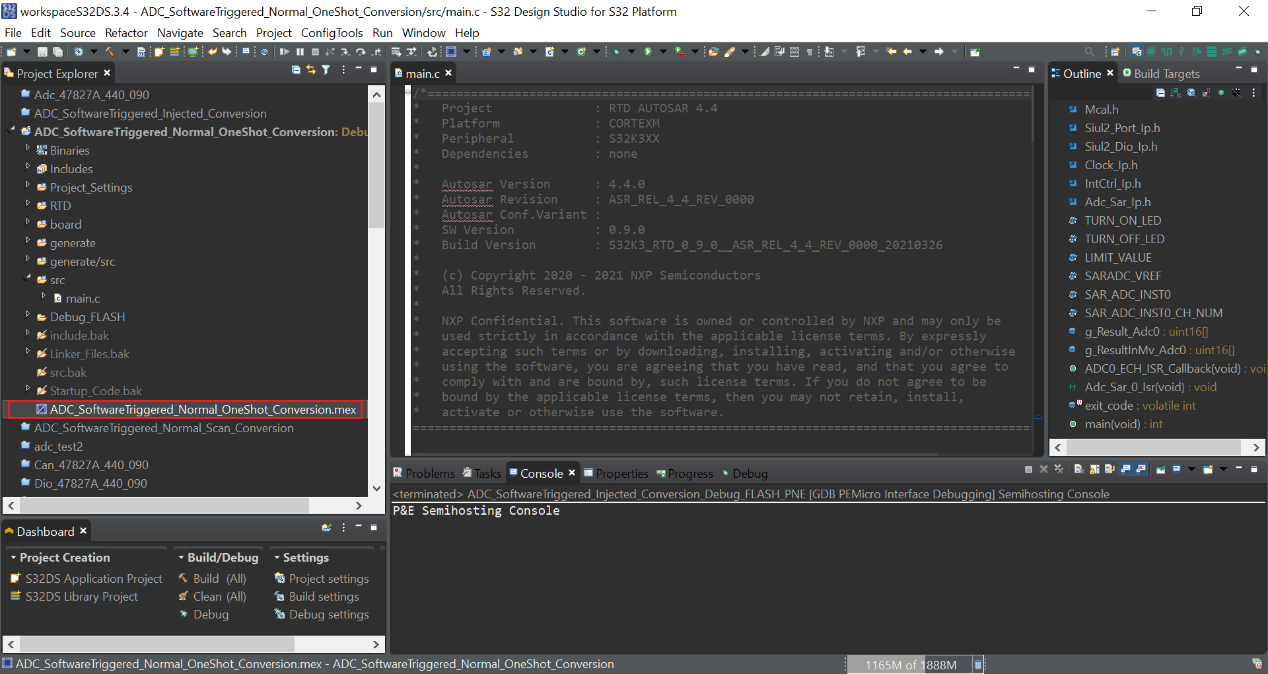 workspaceS32DS.3.4 - ADC_SoftwareTriggered_Normal_OneShot_Conversion/src/main.c - S32 Design Studio for S32 Platform
File Edit Source Refactor Navigate Search Project ConfigTools Run Window Help
Project Explorer
Adc_47827A_440_090
ADC_SoftwareTriggered_Injected_Conversion
ADC_SoftwareTriggered_Normal_OneShot_Conversion: Debu
Binaries
Includes
Project_Settings
RTD
board
generate
generate/src
src
main.c
Debug_FLASH
include.bak
Linker_Files.bak
src.bak
Startup_Code.bak
ADC_SoftwareTriggered_Normal_OneShot_Conversion.mex
ADC_SoftwareTriggered_Normal_Scan_Conversion
adc_test2
Can_47827A_440_090
Dio_47827A_440_090
main.c
/*==================================================================================================
* Project : RTD AUTOSAR 4.4
* Platform : CORTEXM
* Peripheral : S32K3XX
* Dependencies : none
*
* Autosar Version : 4.4.0
* Autosar Revision : ASR_REL_4_4_REV_0000
* Autosar Conf.Variant :
* SW Version : 0.9.0
* Build Version : S32K3_RTD_0_9_0__ASR_REL_4_4_REV_0000_20210326
*
* (c) Copyright 2020 - 2021 NXP Semiconductors
* All Rights Reserved.
*
* NXP Confidential. This software is owned or controlled by NXP and may only be
* used strictly in accordance with the applicable license terms. By expressly
* accepting such terms or by downloading, installing, activating and/or otherwise
* using the software, you are agreeing that you have read, and that you agree to
* comply with and are bound by, such license terms. If you do not agree to be
* bound by the applicable license terms, then you may not retain, install,
* activate or otherwise use the software.
==================================================================================================
Outline
Build Targets
Mcal.h
Siul2_Port_Ip.h
Siul2_Dio_Ip.h
Clock_Ip.h
IntCtrl_Ip.h
Adc_Sar_Ip.h
TURN_ON_LED
TURN_OFF_LED
LIMIT_VALUE
SARADC_VREF
SAR_ADC_INST0
SAR_ADC_INST0_CH_NUM
g_Result_Adc0 : uint16[]
g_ResultInMv_Adc0 : uint16[]
ADC0_ECH_ISR_Callback(void) : voi
Adc_Sar_0_Isr(void) : void
exit_code : volatile int
main(void) : int
Problems Tasks Console Properties Progress Debug
<terminated> ADC_SoftwareTriggered_Injected_Conversion_Debug_FLASH_PNE [GDB PEMicro Interface Debugging] Semihosting Console
P&E Semihosting Console
Dashboard
Project Creation
S32DS Application Project
S32DS Library Project
Build/Debug
Build (All)
Clean (All)
Debug
Settings
Project settings
Build settings
Debug settings
ADC_SoftwareTriggered_Normal_OneShot_Conversion.mex - ADC_SoftwareTriggered_Normal_OneShot_Conversion
1165M of 1888M